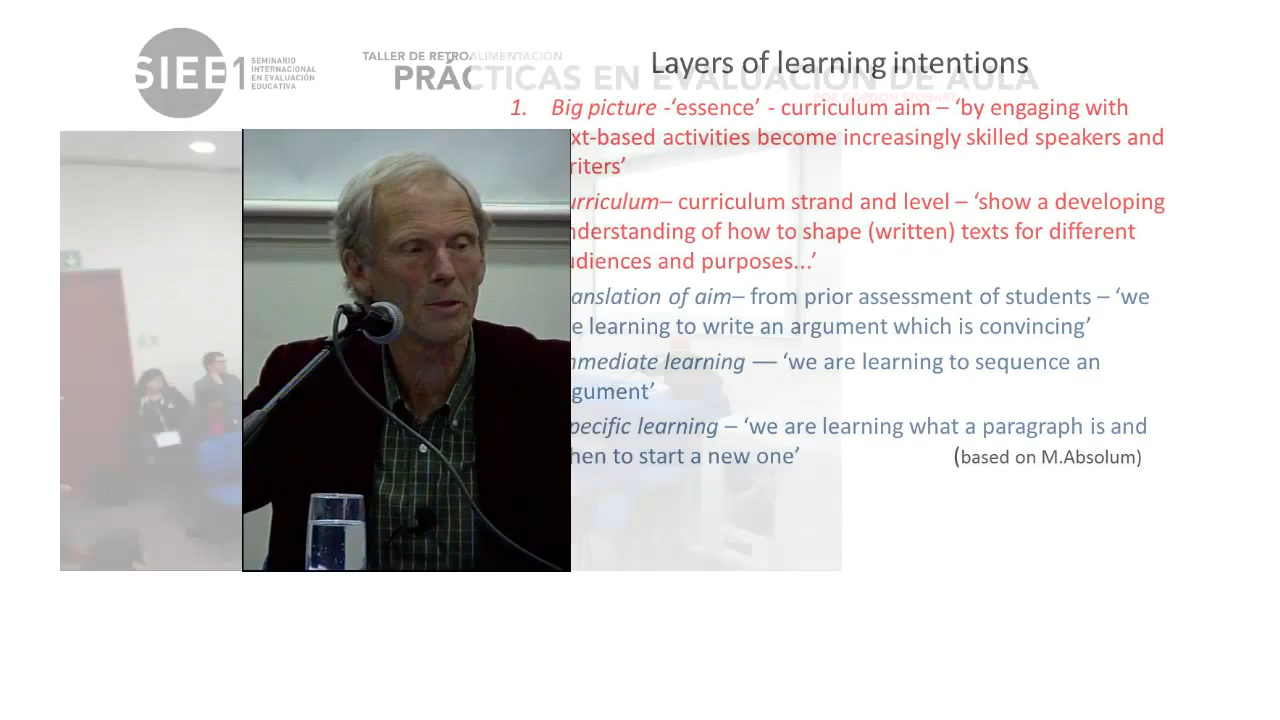 SIEE1
SEMINARIO
INTERNACIONAL
EN EVALUACIÓN
EDUCATIVA
TALLER DE RETROALIMENTACIÓN
PRÁCTICAS EN EVALUACIÓN DE AULA
POR GORDON STOBART
Layers of learning intentions
1. Big picture -‘essence’ - curriculum aim – ‘by engaging with
xt-based activities become increasingly skilled speakers and
riters’
urriculum– curriculum strand and level – ‘show a developing
nderstanding of how to shape (written) texts for different
udiences and purposes...’
anslation of aim– from prior assessment of students – ‘we
e learning to write an argument which is convincing’
mmediate learning –– ‘we are learning to sequence an
gument’
pecific learning – ‘we are learning what a paragraph is and
hen to start a new one’ (based on M.Absolum)